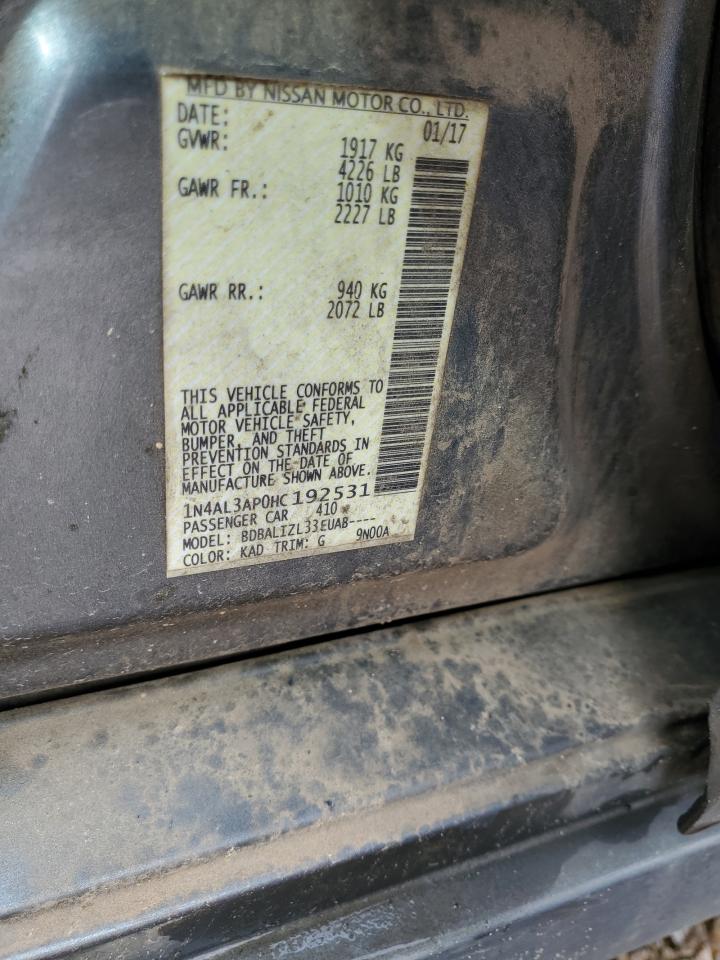 MFD BY NISSAN MOTOR CO., LTD.
DATE: 01/17
GVWR: 1917 KG
4226 LB
GAWR FR.: 1010 KG
2227 LB
GAWR RR.: 940 KG
2072 LB
THIS VEHICLE CONFORMS TO
ALL APPLICABLE FEDERAL
MOTOR VEHICLE SAFETY,
BUMPER, AND THEFT
PREVENTION STANDARDS IN
EFFECT ON THE DATE OF
MANUFACTURE SHOWN ABOVE.
1N4AL3AP0HC192531
PASSENGER CAR 410
MODEL: BDBALIZL33EUAB----
COLOR: KAD TRIM: G 9N00A